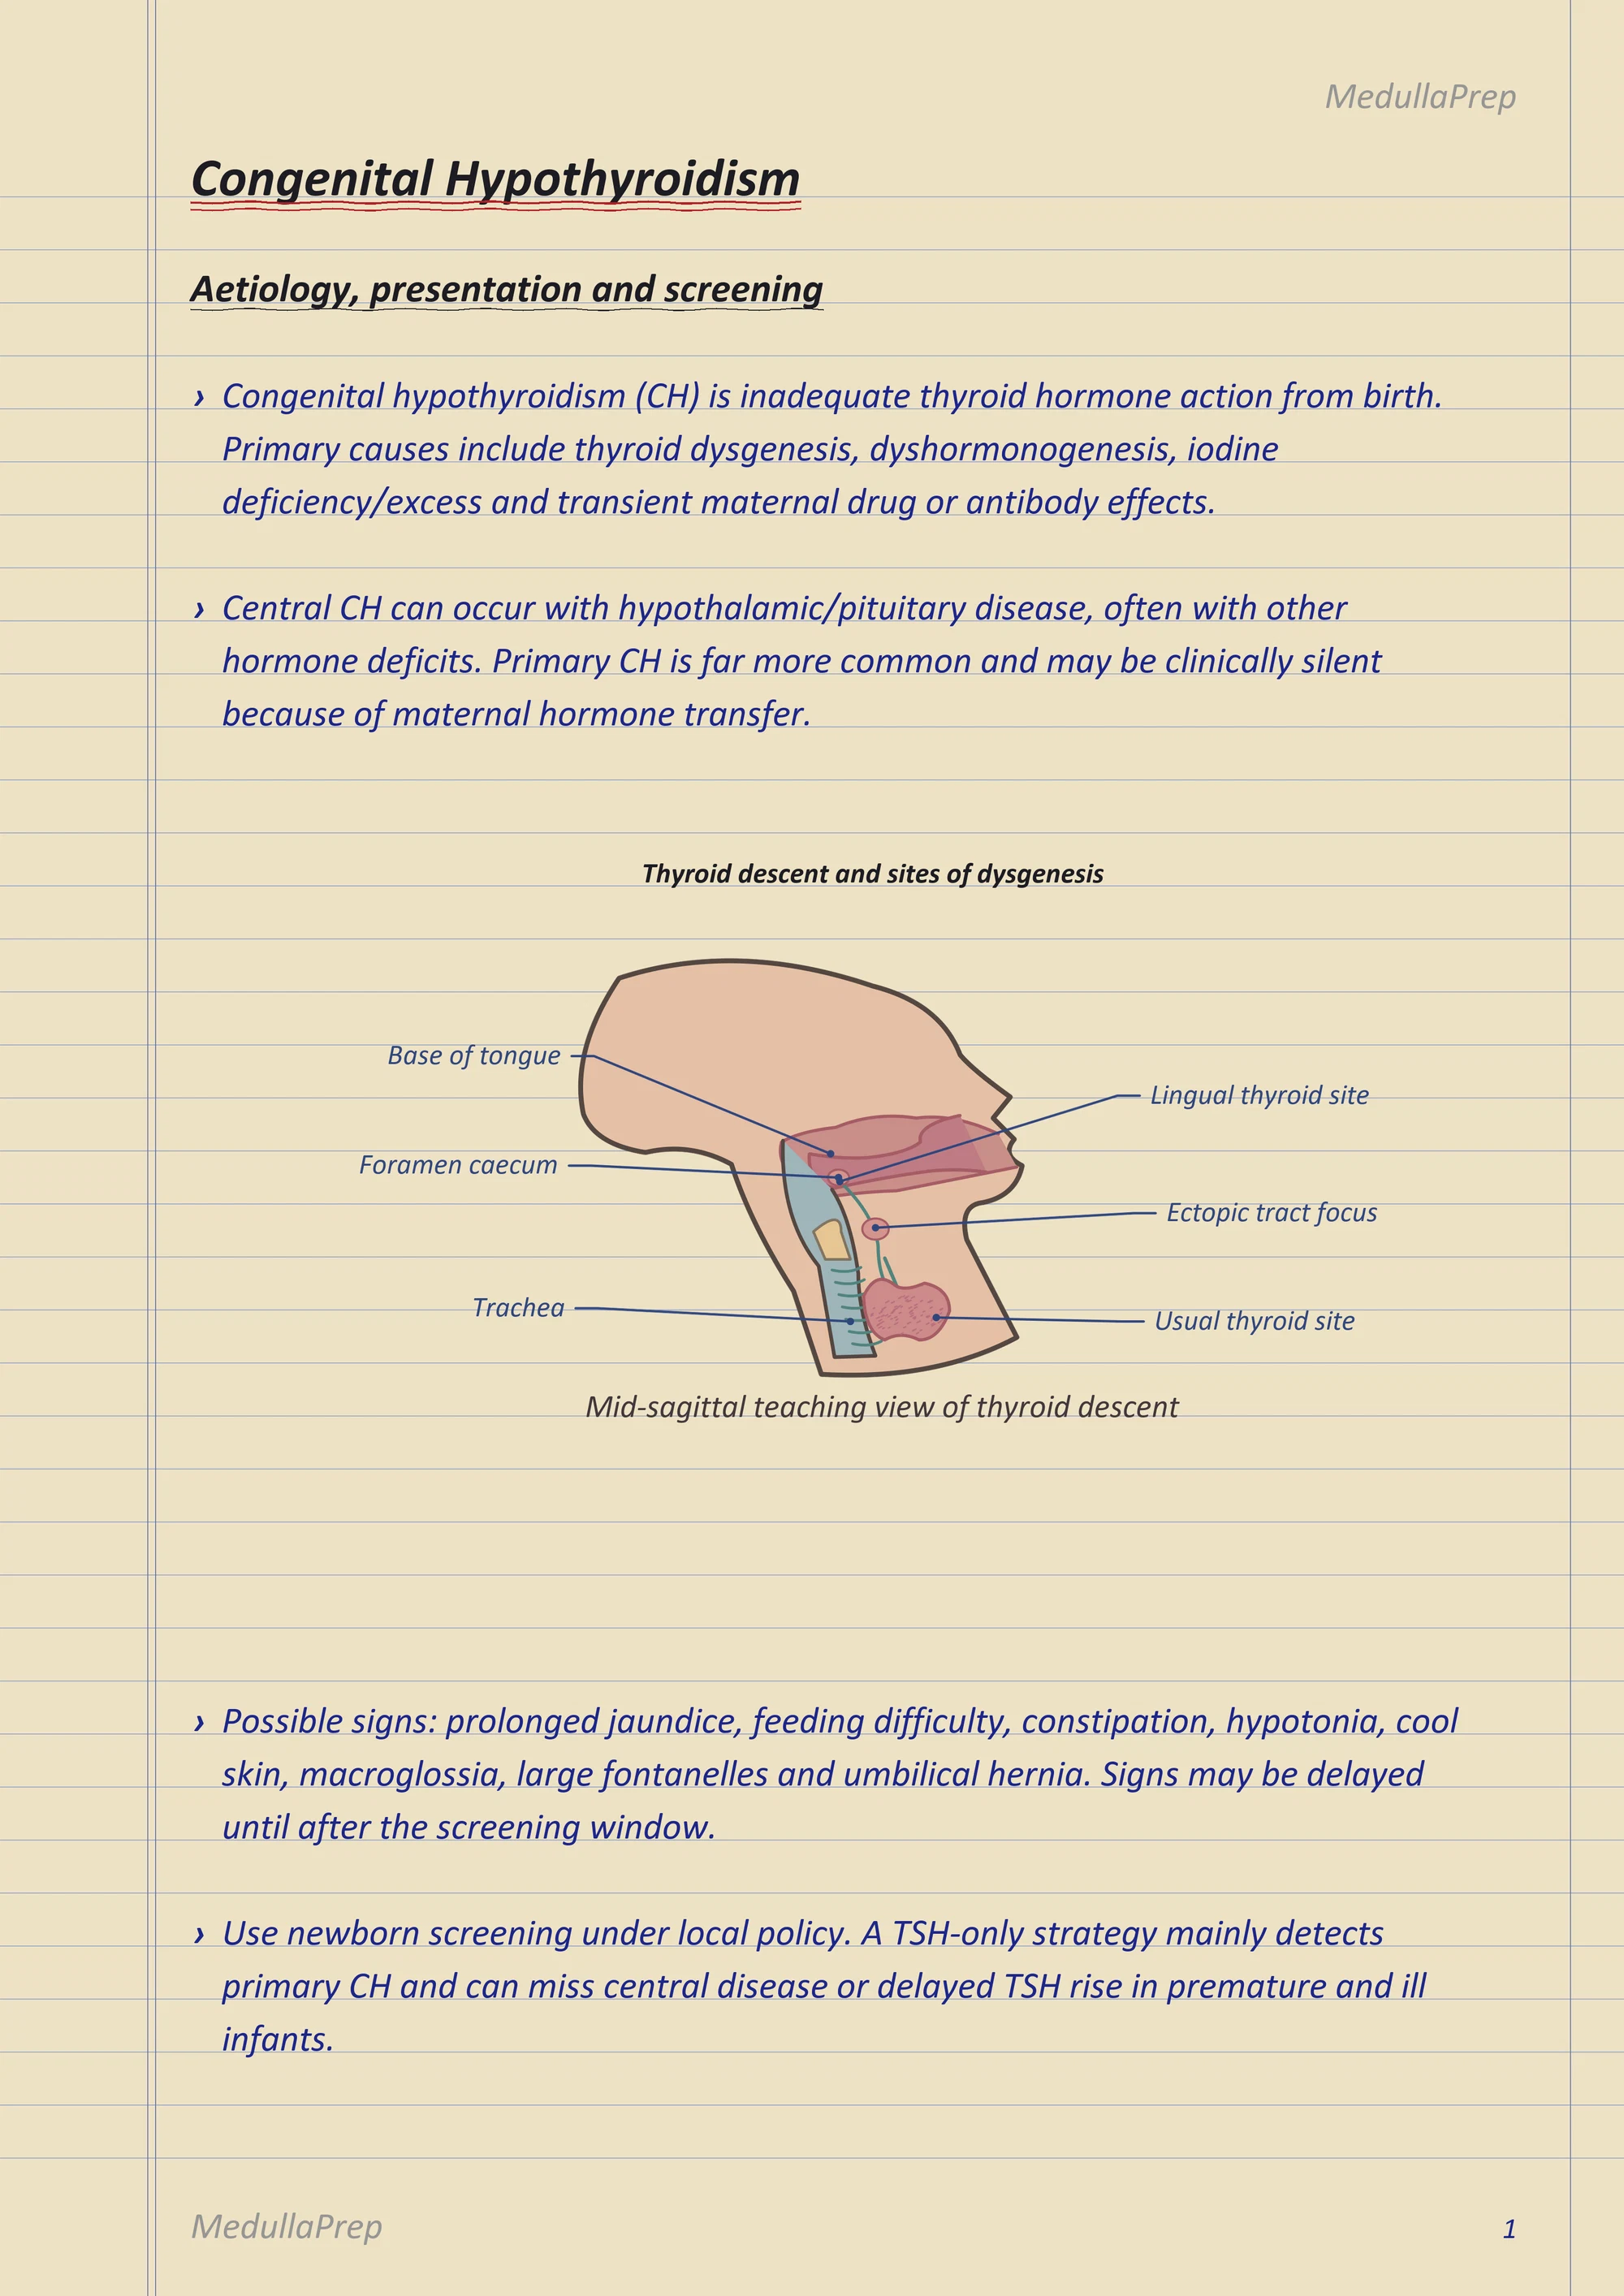 MedullaPrep
Congenital Hypothyroidism
Aetiology, presentation and screening
› Congenital hypothyroidism (CH) is inadequate thyroid hormone action from birth.
Primary causes include thyroid dysgenesis, dyshormonogenesis, iodine
deficiency/excess and transient maternal drug or antibody effects.
› Central CH can occur with hypothalamic/pituitary disease, often with other
hormone deficits. Primary CH is far more common and may be clinically silent
because of maternal hormone transfer.
Thyroid descent and sites of dysgenesis
Base of tongue
Lingual thyroid site
Foramen caecum
Ectopic tract focus
Trachea
Usual thyroid site
Mid-sagittal teaching view of thyroid descent
› Possible signs: prolonged jaundice, feeding difficulty, constipation, hypotonia, cool
skin, macroglossia, large fontanelles and umbilical hernia. Signs may be delayed
until after the screening window.
› Use newborn screening under local policy. A TSH-only strategy mainly detects
primary CH and can miss central disease or delayed TSH rise in premature and ill
infants.
MedullaPrep
1